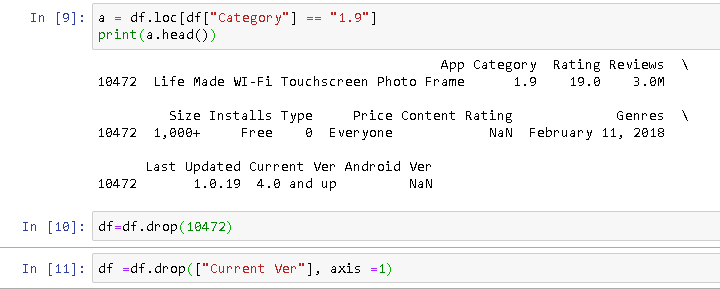 In [9]: a = df.loc[df["Category"] == "1.9"]
print(a.head())
App Category  Rating Reviews  \
10472  Life Made WI-Fi Touchscreen Photo Frame      1.9    19.0    3.0M
Size Installs Type     Price Content Rating             Genres  \
10472  1,000+     Free    0  Everyone            NaN  February 11, 2018
Last Updated Current Ver Android Ver
10472       1.0.19  4.0 and up         NaN
In [10]: df=df.drop(10472)
In [11]: df =df.drop(["Current Ver"], axis =1)